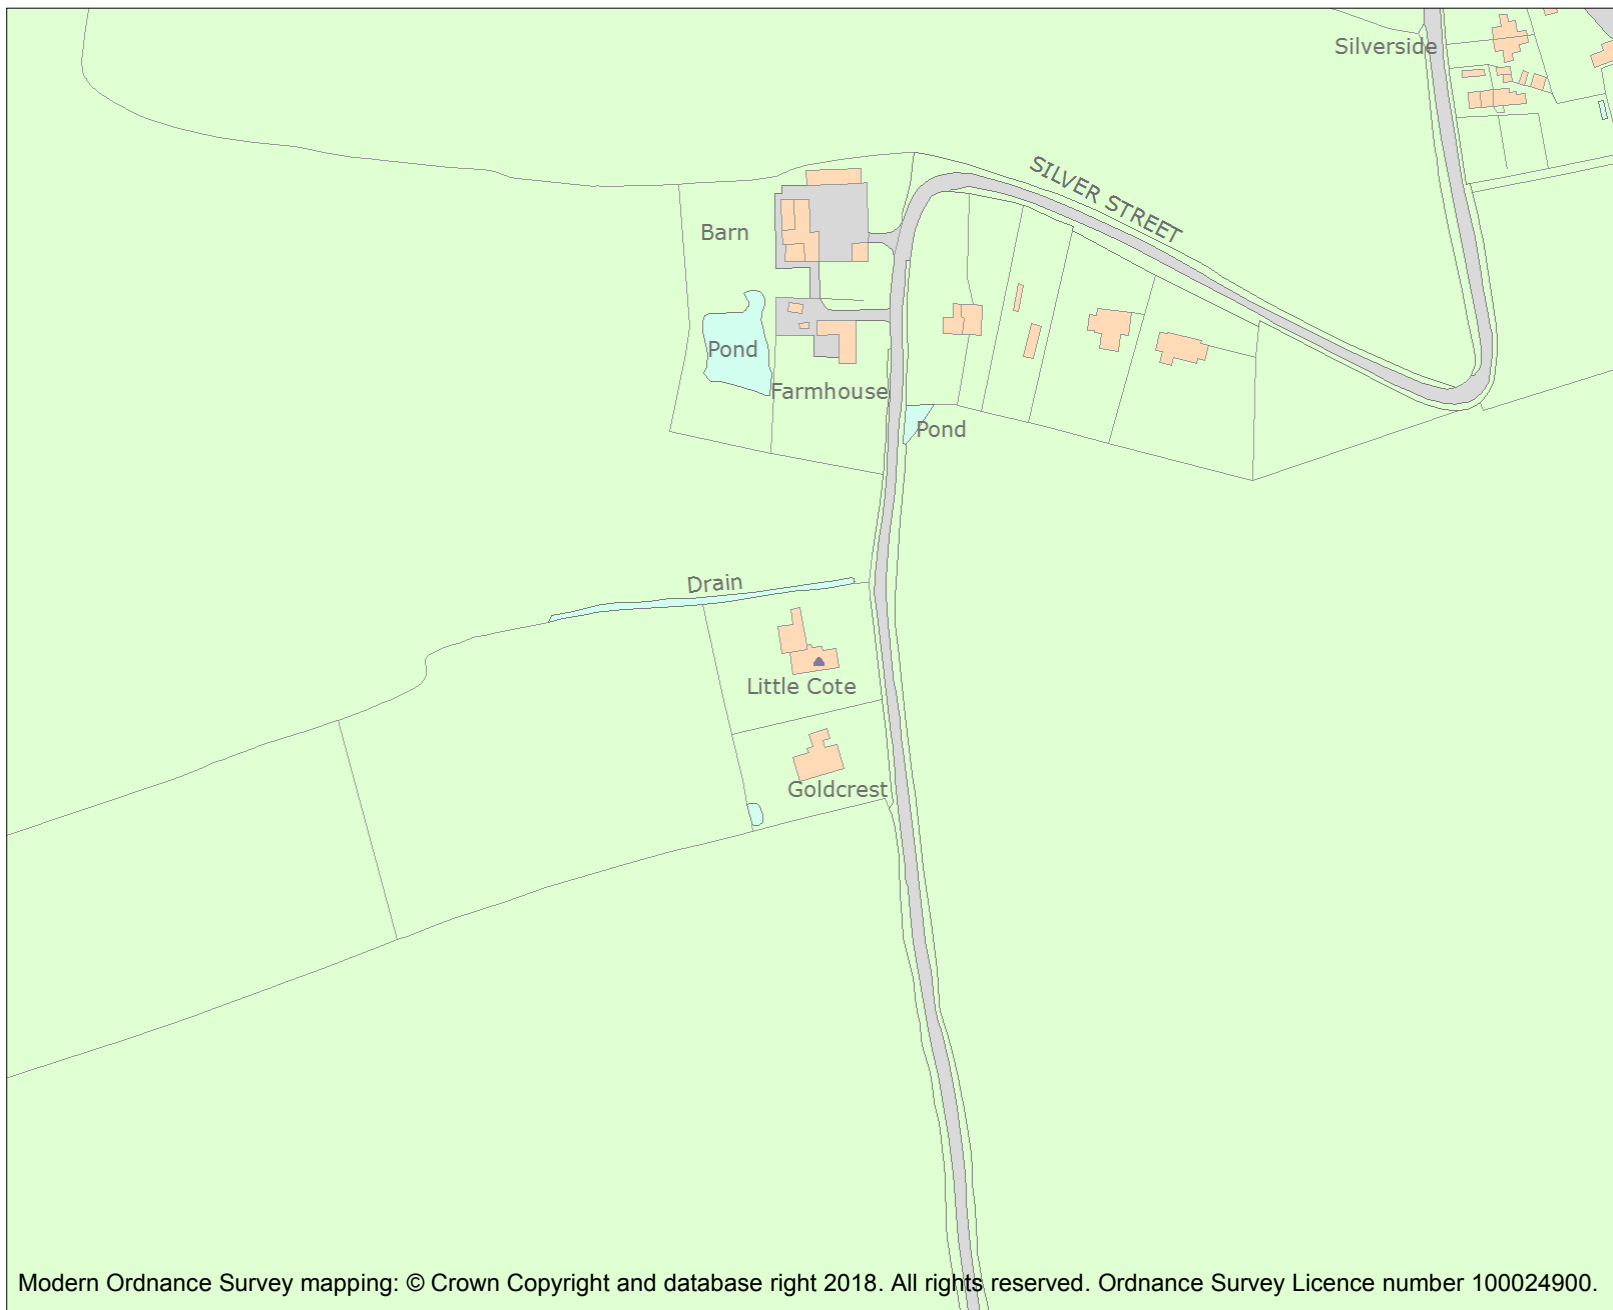 Silverside
SILVER STREET
Barn
Pond
Farmhouse
Pond
Drain
Little Cote
Goldcrest
Modern Ordnance Survey mapping: © Crown Copyright and database right 2018. All rights reserved. Ordnance Survey Licence number 100024900.